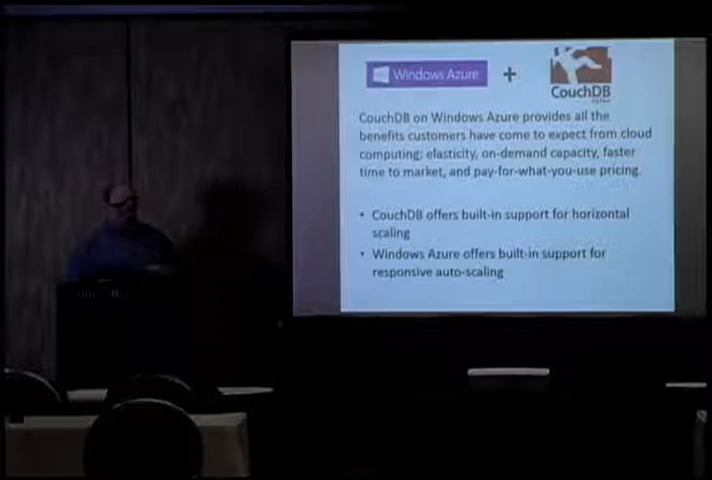 Windows Azure + CouchDB
CouchDB on Windows Azure provides all the
benefits customers have come to expect from cloud
computing; elasticity, on-demand capacity, faster
time to market, and pay-for-what-you-use pricing.
• CouchDB offers built-in support for horizontal
scaling
• Windows Azure offers built-in support for
responsive auto-scaling